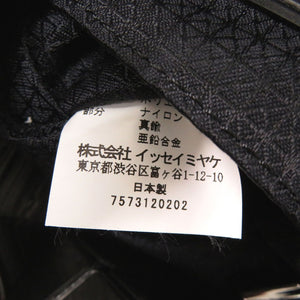 部分 ナイロン
真鍮
亜鉛合金
株式会社 イッセイミヤケ
東京都渋谷区富ヶ谷1-12-10
日本製
7573120202